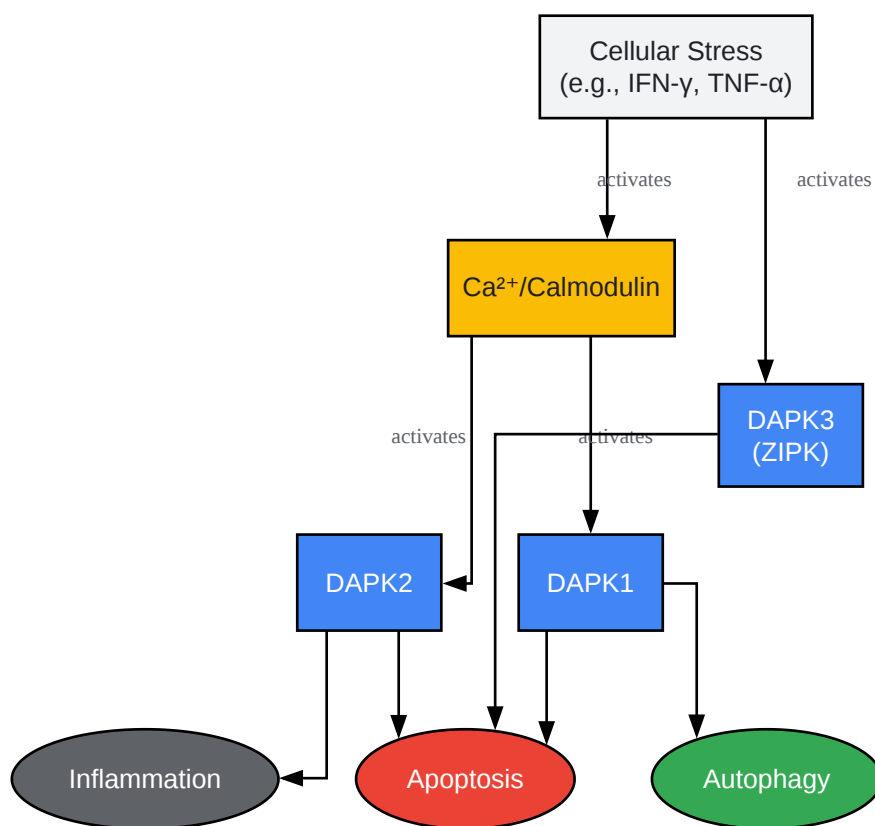 Cellular Stress
(e.g., IFN-γ, TNF-α)
activates
activates
Ca²⁺/Calmodulin
DAPK3
(ZIPK)
activates
activates
DAPK2
DAPK1
Inflammation
Apoptosis
Autophagy